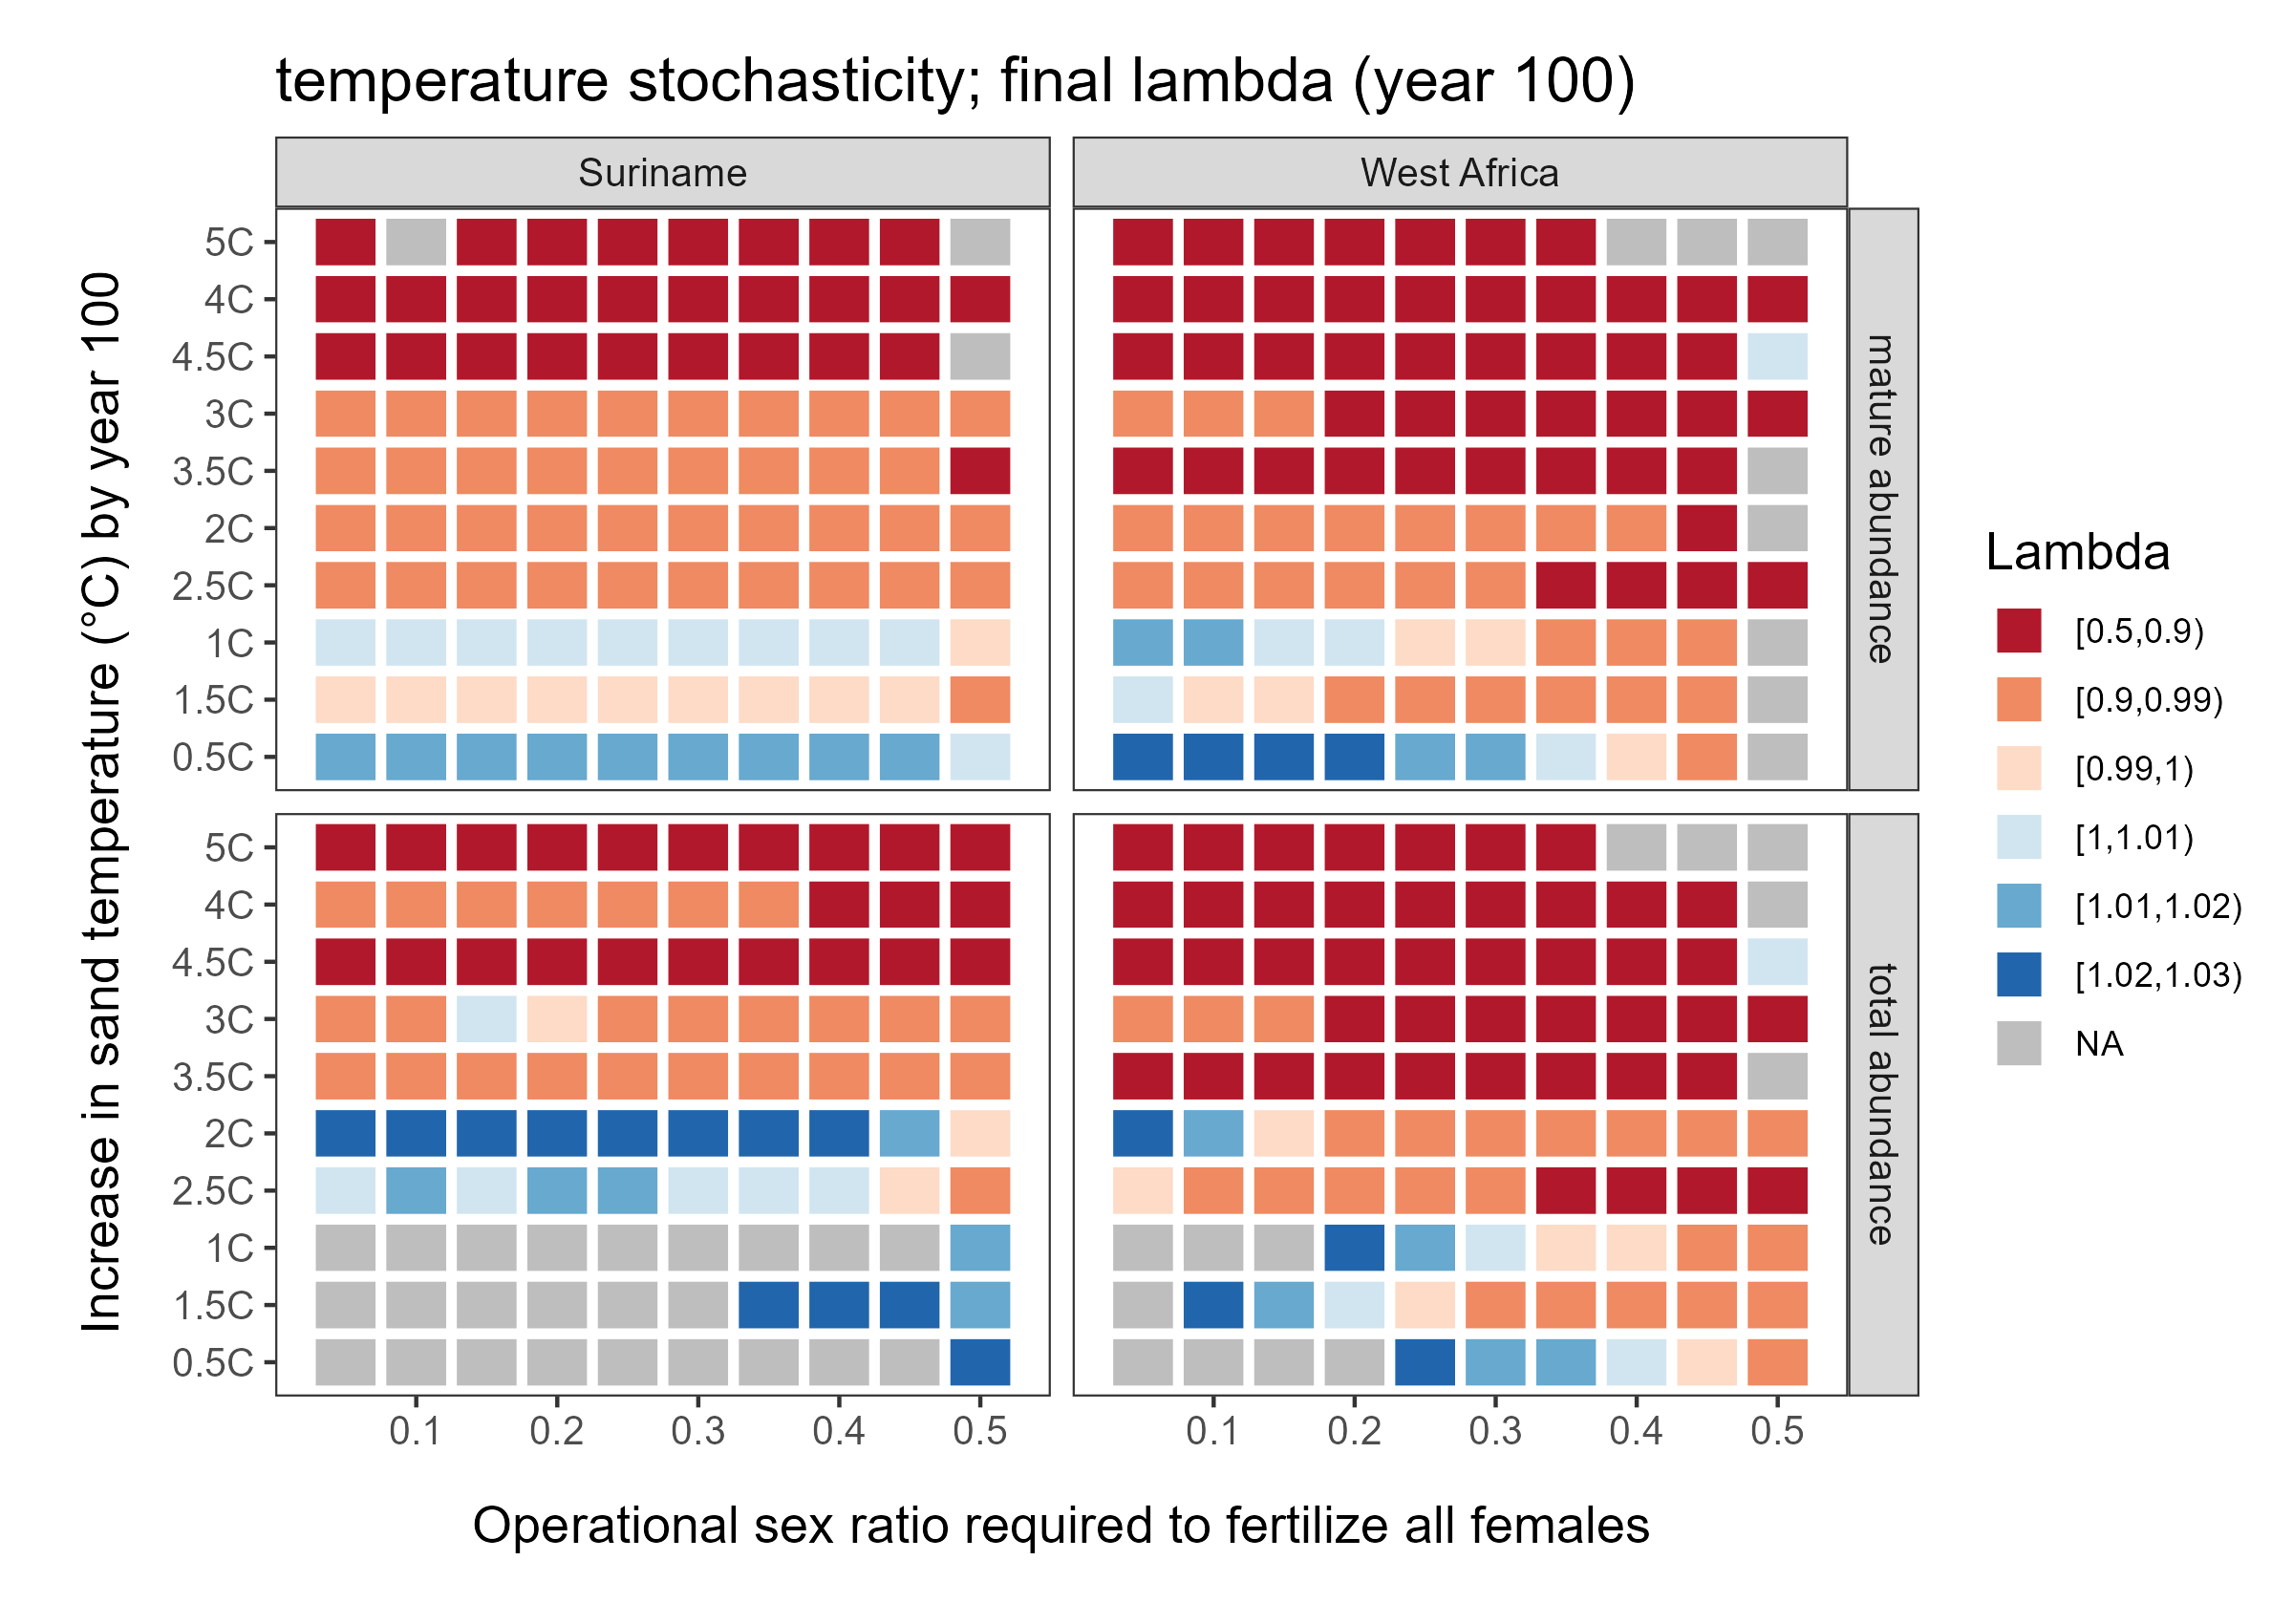 temperature stochasticity; final lambda (year 100)
Suriname
West Africa
Increase in sand temperature (°C) by year 100
5C
4C
4.5C
3C
3.5C
2C
2.5C
1C
1.5C
0.5C
mature abundance
5C
4C
4.5C
3C
3.5C
2C
2.5C
1C
1.5C
0.5C
total abundance
0.1 0.2 0.3 0.4 0.5
0.1 0.2 0.3 0.4 0.5
Operational sex ratio required to fertilize all females
Lambda
[0.5,0.9)
[0.9,0.99)
[0.99,1)
[1,1.01)
[1.01,1.02)
[1.02,1.03)
NA